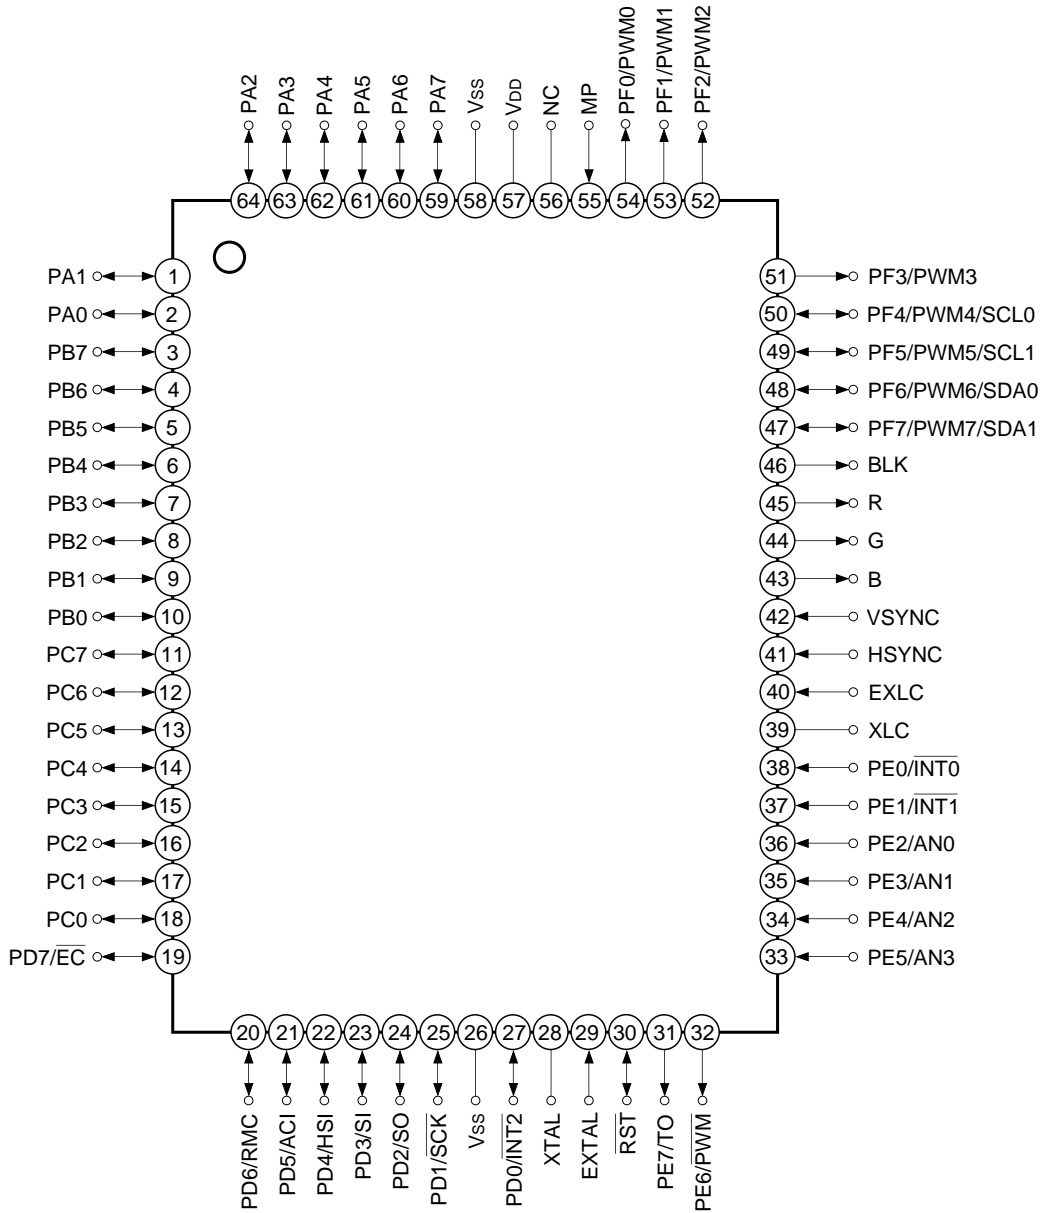 PA2
PA3
PA4
PA5
PA6
PA7
Vss
VDD
NC
MP
PF0/PWM0
PF1/PWM1
PF2/PWM2
64 63 62 61 60 59 58 57 56 55 54 53 52
PA1 1 51 PF3/PWM3
PA0 2 50 PF4/PWM4/SCL0
PB7 3 49 PF5/PWM5/SCL1
PB6 4 48 PF6/PWM6/SDA0
PB5 5 47 PF7/PWM7/SDA1
PB4 6 46 BLK
PB3 7 45 R
PB2 8 44 G
PB1 9 43 B
PB0 10 42 VSYNC
PC7 11 41 HSYNC
PC6 12 40 EXLC
PC5 13 39 XLC
PC4 14 38 PE0/INT0
PC3 15 37 PE1/INT1
PC2 16 36 PE2/AN0
PC1 17 35 PE3/AN1
PC0 18 34 PE4/AN2
PD7/EC 19 33 PE5/AN3
20 21 22 23 24 25 26 27 28 29 30 31 32
PD6/RMC
PD5/ACI
PD4/HSI
PD3/SI
PD2/SO
PD1/SCK
Vss
PD0/INT2
XTAL
EXTAL
RST
PE7/TO
PE6/PWM